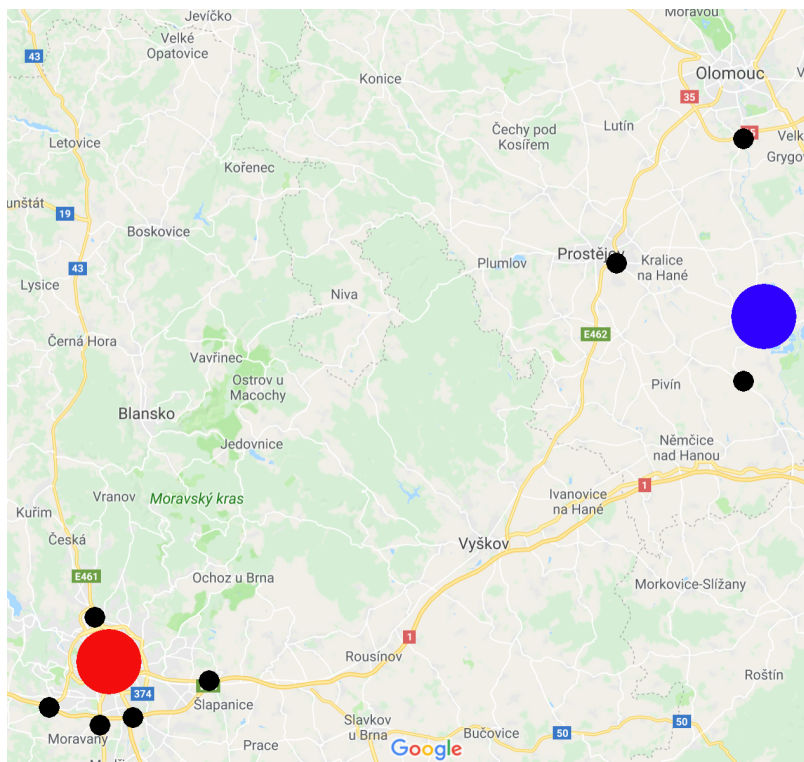 Moravou
Jevíčko
Velké
Opatovice
43
Konice
Olomouc
35
Čechy pod
Kosířem
Lutín
Letovice
Kořenec
19
Boskovice
43
Prostějov
Kralice
na Hané
Plumlov
Lysice
Niva
E462
Černá Hora
Vavřinec
Ostrov u
Macochy
Pivín
Blansko
Jedovnice
Němčice
nad Hanou
1
Vranov
Moravský kras
Ivanovice
na Hané
Kuřim
Česká
Vyškov
E461
Ochoz u Brna
Morkovice-Slížany
1
Rousínov
Roštín
374
Šlapanice
Slavkov
u Brna
50
Bučovice
50
Moravany
Prace
Google